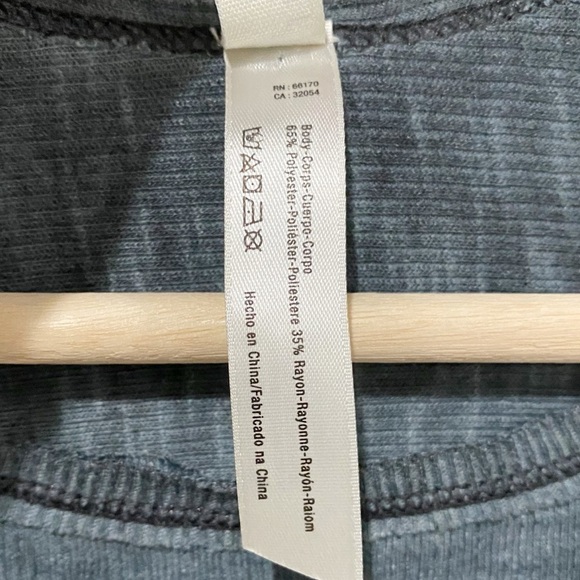 RN : 66170
CA : 32054
Body-Corps-Cuerpo-Corpo
65% Polyester-Poliéster-Poliestere 35% Rayon-Rayonne-Rayón-Raiom
Hecho en China/Fabricado na China